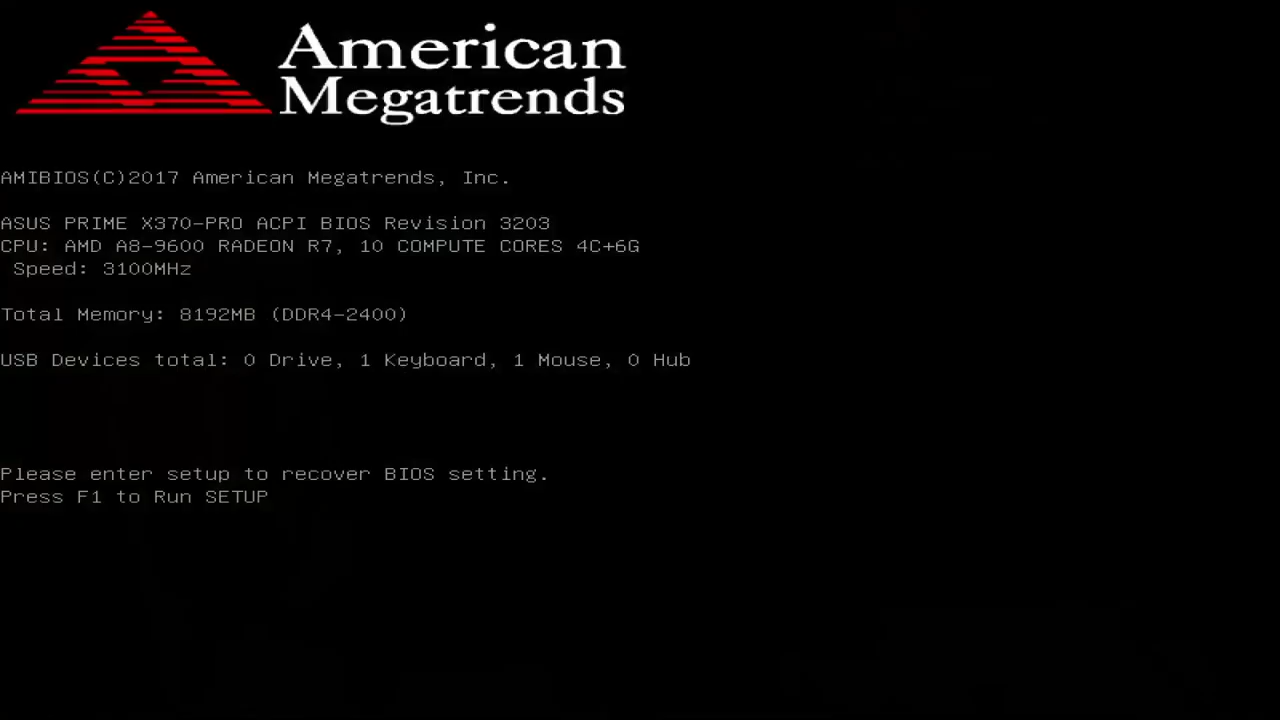 American
Megatrends
AMIBIOS(C)2017 American Megatrends, Inc.
ASUS PRIME X370-PRO ACPI BIOS Revision 3203
CPU: AMD A8-9600 RADEON R7, 10 COMPUTE CORES 4C+6G
Speed: 3100MHz
Total Memory: 8192MB (DDR4-2400)
USB Devices total: 0 Drive, 1 Keyboard, 1 Mouse, 0 Hub
Please enter setup to recover BIOS setting.
Press F1 to Run SETUP